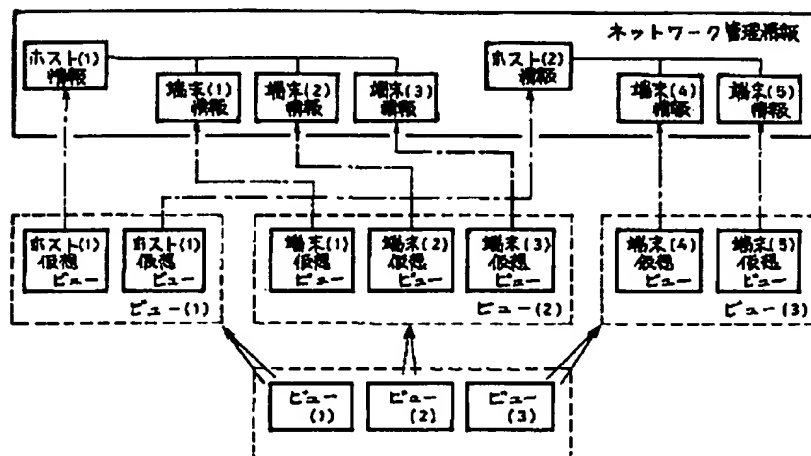 ネットワーク管理情報
ホスト(1)
情報
端末(1)
情報
端末(2)
情報
端末(3)
情報
ホスト(2)
情報
端末(4)
情報
端末(5)
情報
ホスト(1)
仮想
ビュー
ホスト(1)
仮想
ビュー
ビュー(1)
端末(1)
仮想
ビュー
端末(2)
仮想
ビュー
端末(3)
仮想
ビュー
ビュー(2)
端末(4)
仮想
ビュー
端末(5)
仮想
ビュー
ビュー(3)
ビュー
(1)
ビュー
(2)
ビュー
(3)